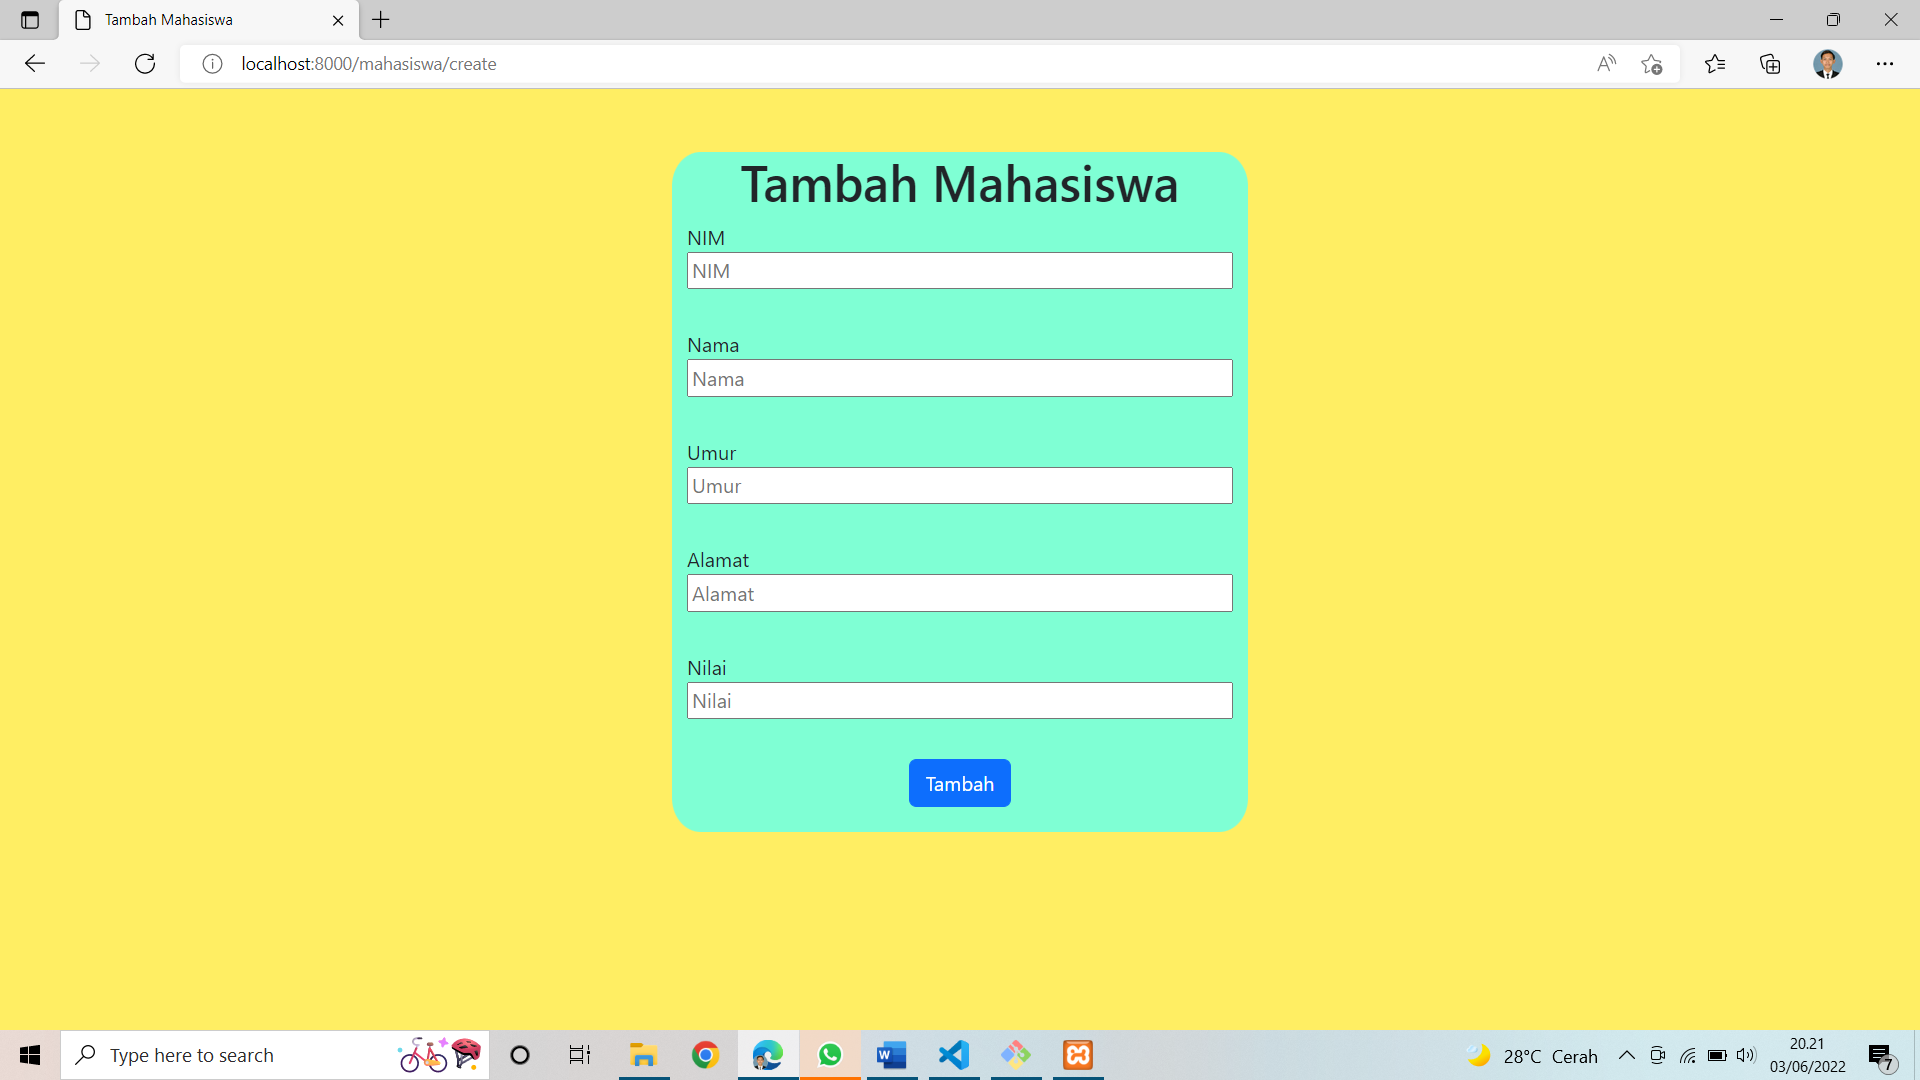 Tambah Mahasiswa
localhost:8000/mahasiswa/create
Tambah Mahasiswa
NIM
NIM
Nama
Nama
Umur
Umur
Alamat
Alamat
Nilai
Nilai
Tambah
Type here to search
28°C Cerah
20.21
03/06/2022
7